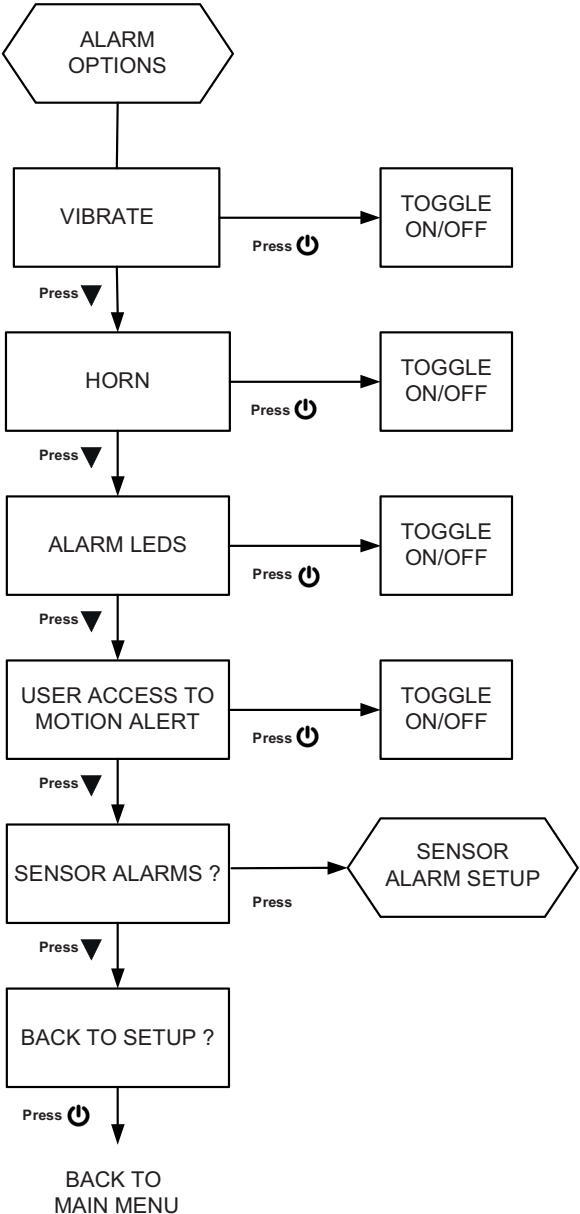 ALARM
OPTIONS
VIBRATE
Press
TOGGLE
ON/OFF
Press
HORN
Press
TOGGLE
ON/OFF
Press
ALARM LEDS
Press
TOGGLE
ON/OFF
Press
USER ACCESS TO
MOTION ALERT
Press
TOGGLE
ON/OFF
Press
SENSOR ALARMS ?
Press
SENSOR
ALARM SETUP
Press
BACK TO SETUP ?
Press
BACK TO
MAIN MENU